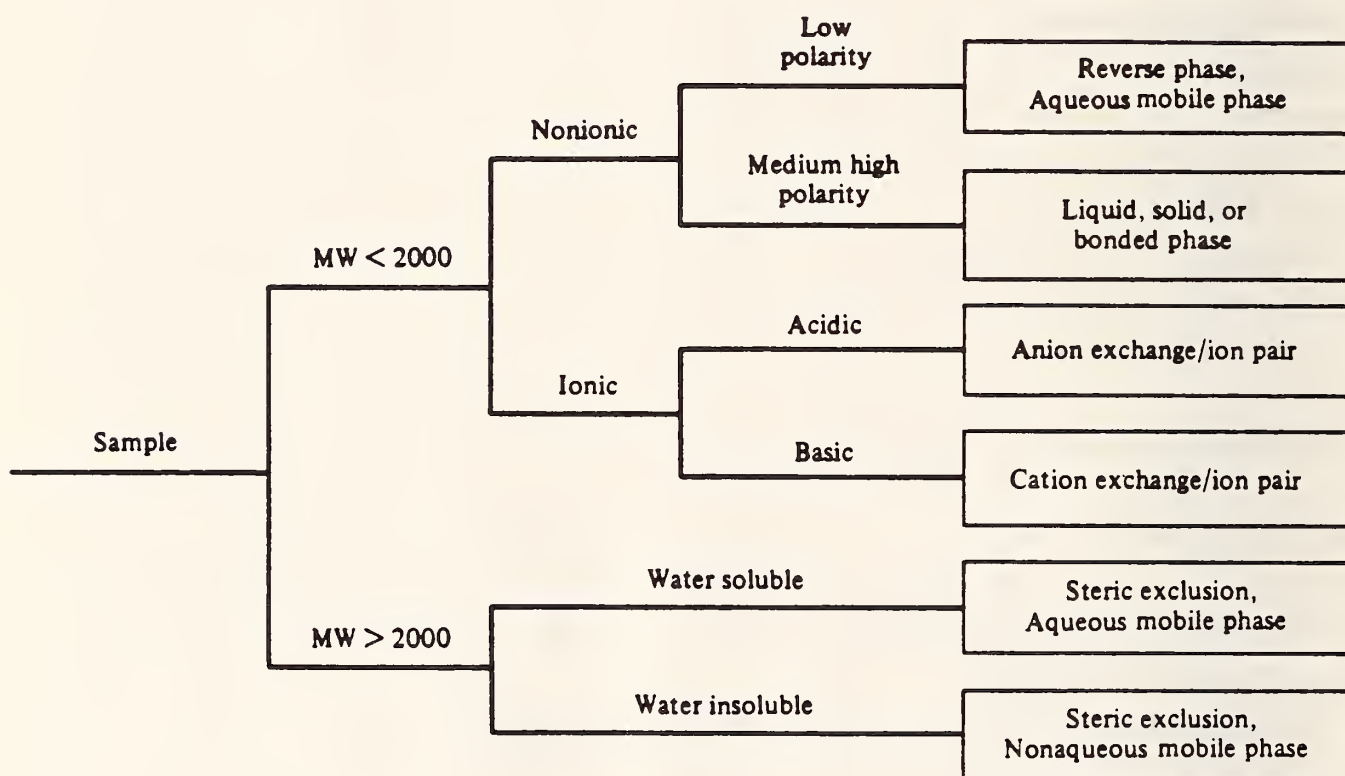 Low
polarity
Reverse phase,
Aqueous mobile phase
Nonionic
Medium high
polarity
Liquid, solid, or
bonded phase
MW < 2000
Acidic
Anion exchange/ion pair
Ionic
Sample
Basic
Cation exchange/ion pair
Water soluble
Steric exclusion,
Aqueous mobile phase
MW > 2000
Water insoluble
Steric exclusion,
Nonaqueous mobile phase